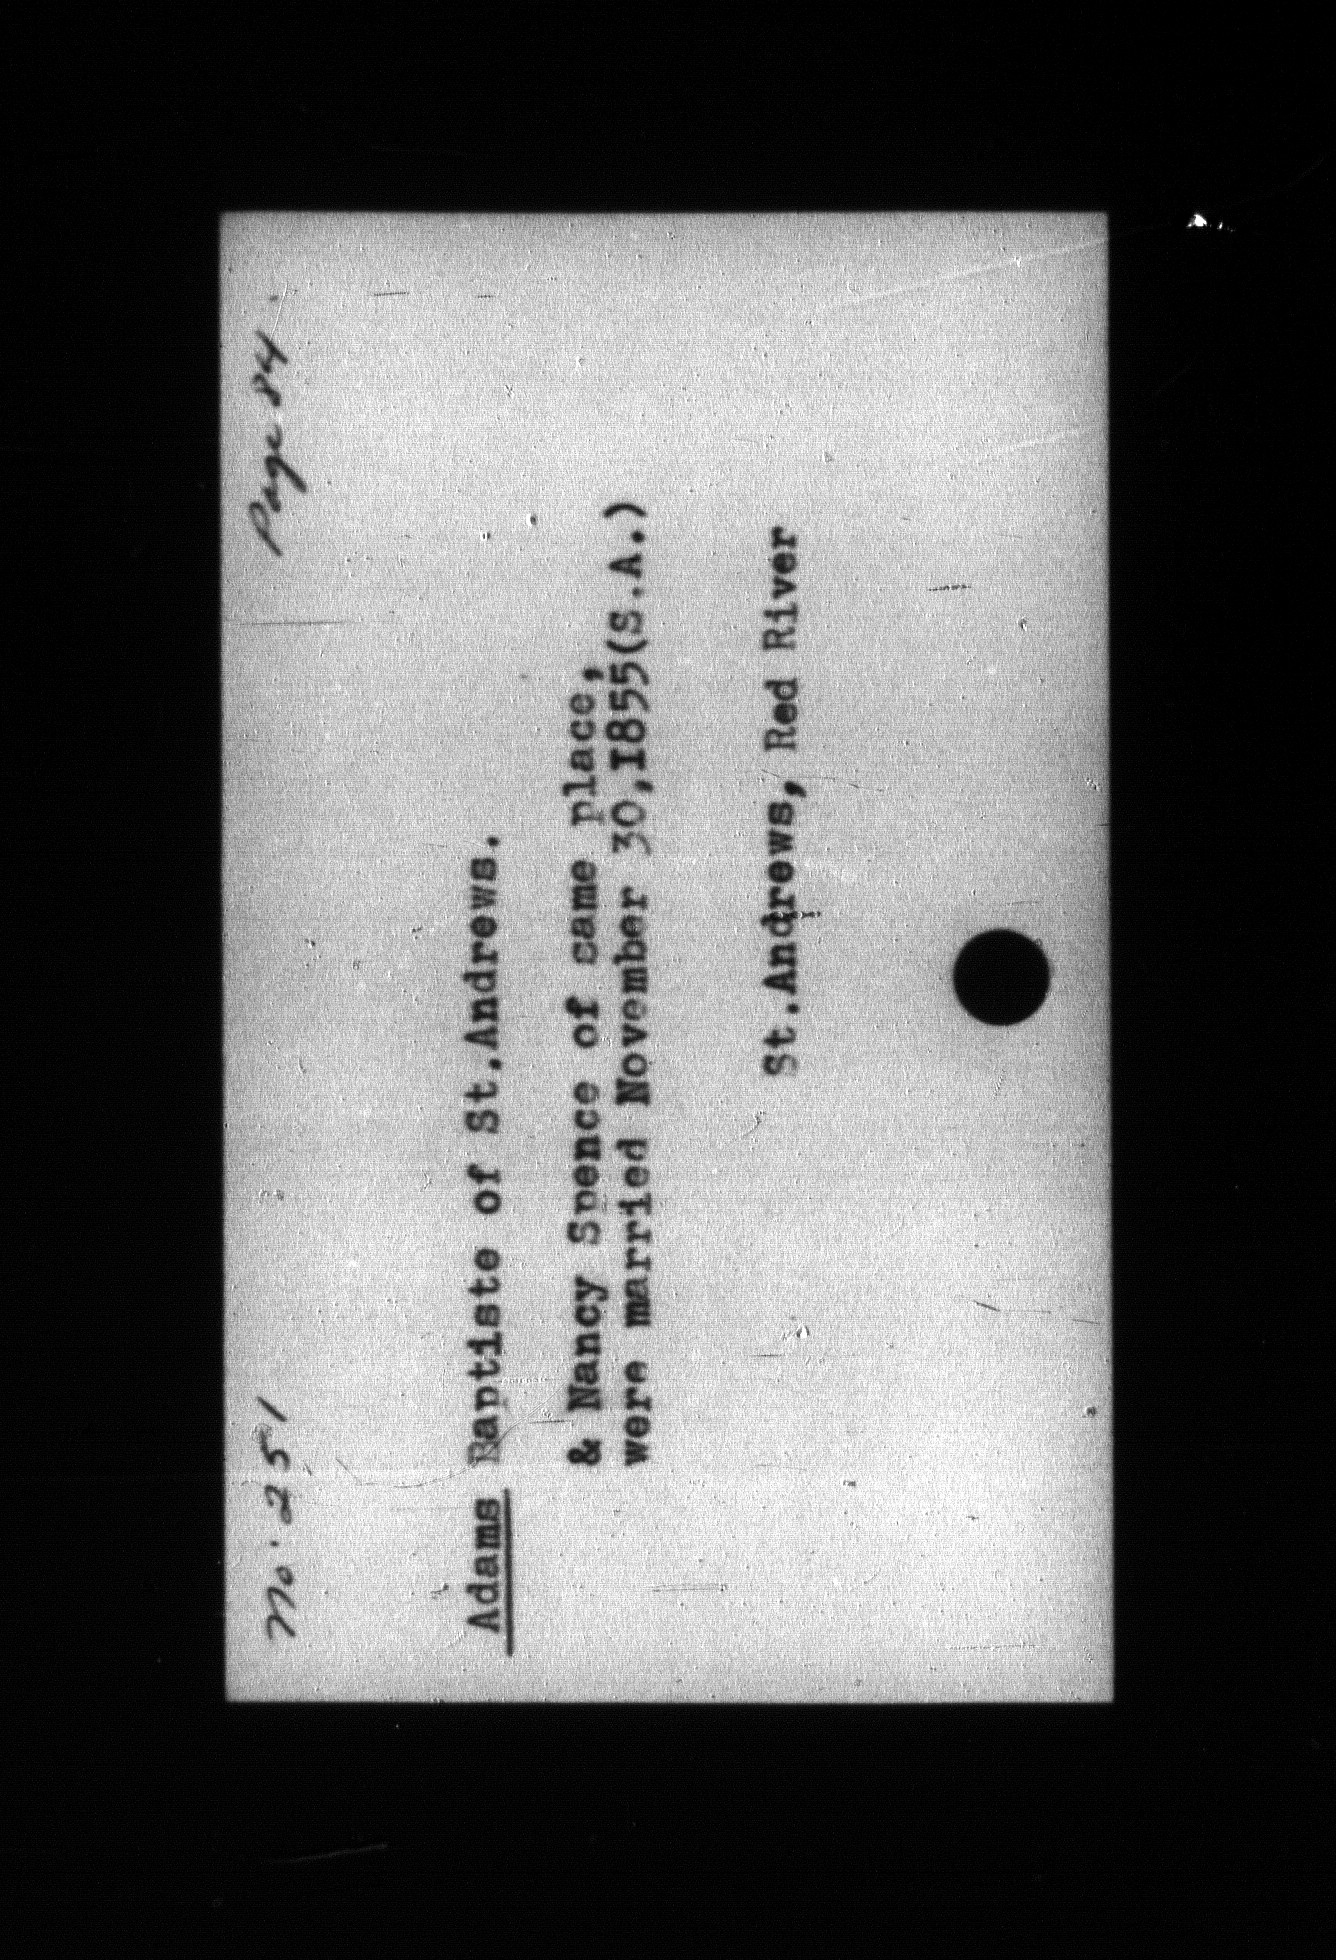 No. 251 Page 84.
Adams Baptiste of St.Andrews.
& Nancy Spence of same place,
were married November 30,1855(S.A.)
St.Andrews, Red River